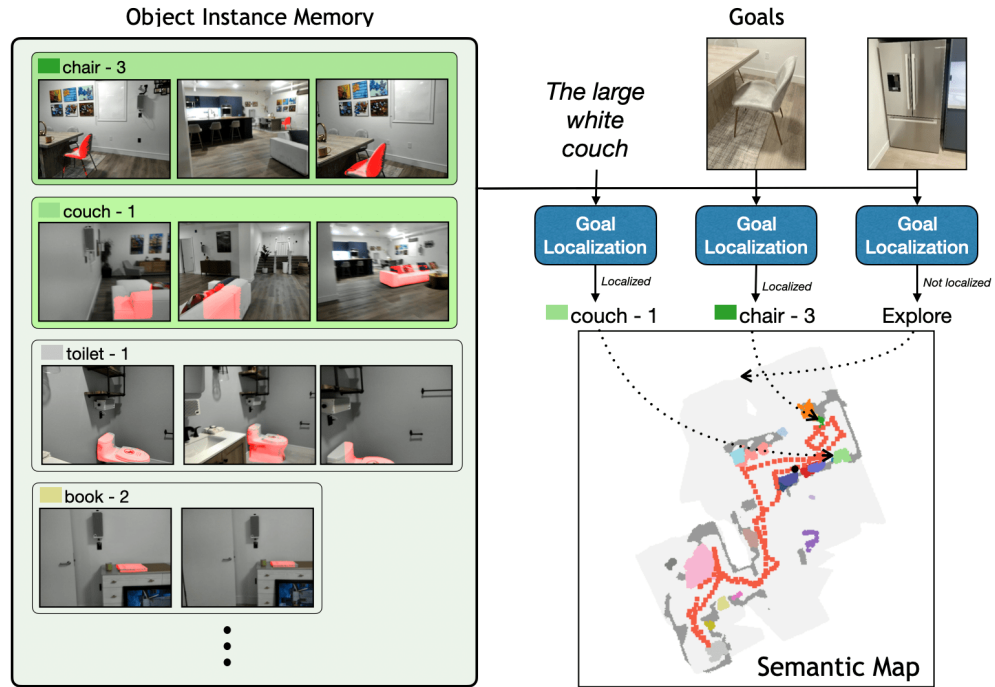 Object Instance Memory
chair - 3
couch - 1
toilet - 1
book - 2
Goals
The large
white
couch
Goal
Localization
Goal
Localization
Goal
Localization
Localized
Localized
Not localized
couch - 1
chair - 3
Explore
Semantic Map